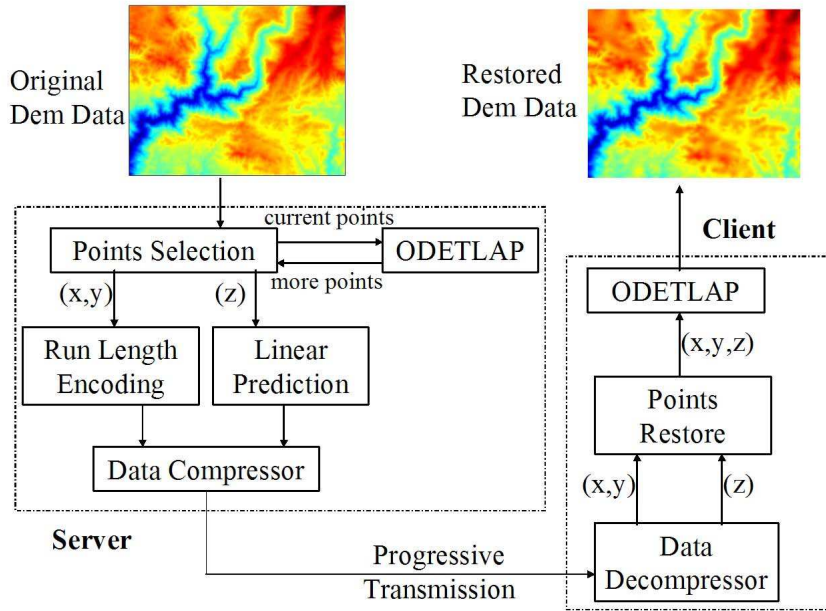 Original
Dem Data
Restored
Dem Data
current points
Points Selection
ODETLAP
more points
(x,y)
(z)
Run Length
Encoding
Linear
Prediction
Data Compressor
Server
Progressive
Transmission
Client
ODETLAP
(x,y,z)
Points
Restore
(x,y)
(z)
Data
Decompressor